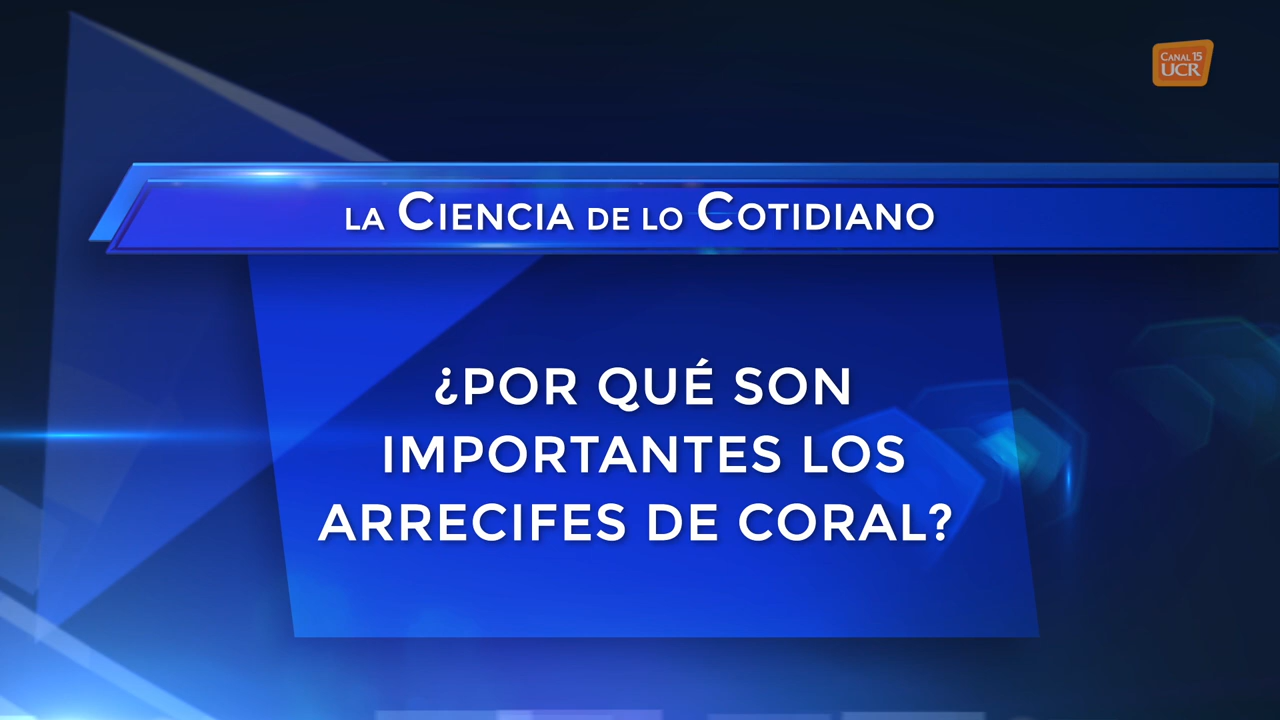 CANAL 15
UCR
LA CIENCIA DE LO COTIDIANO
¿POR QUÉ SON
IMPORTANTES LOS
ARRECIFES DE CORAL?